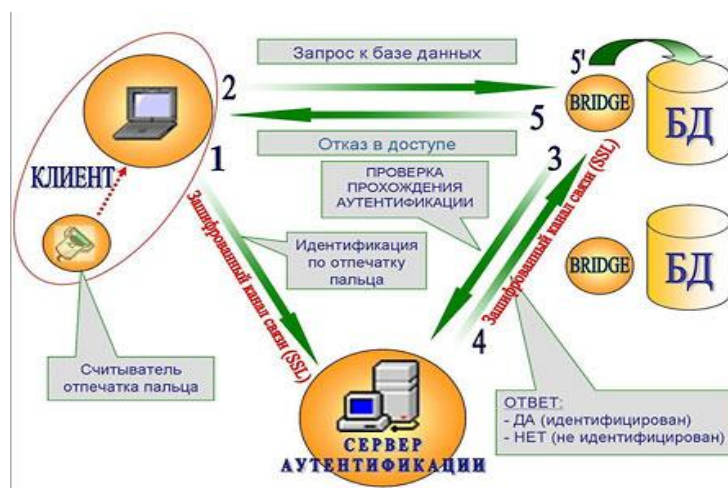 Запрос к базе данных
5'
2
BRIDGE
БД
5
Отказ в доступе
1
3
КЛИЕНТ
ПРОВЕРКА
ПРОХОЖДЕНИЯ
АУТЕНТИФИКАЦИИ
Зашифрованный канал связи (SSL)
Зашифрованный канал связи (SSL)
Идентификация
по отпечатку
пальца
BRIDGE
БД
4
Считыватель
отпечатка пальца
ОТВЕТ:
- ДА (идентифицирован)
- НЕТ (не идентифицирован)
СЕРВЕР
АУТЕНТИФИКАЦИИ